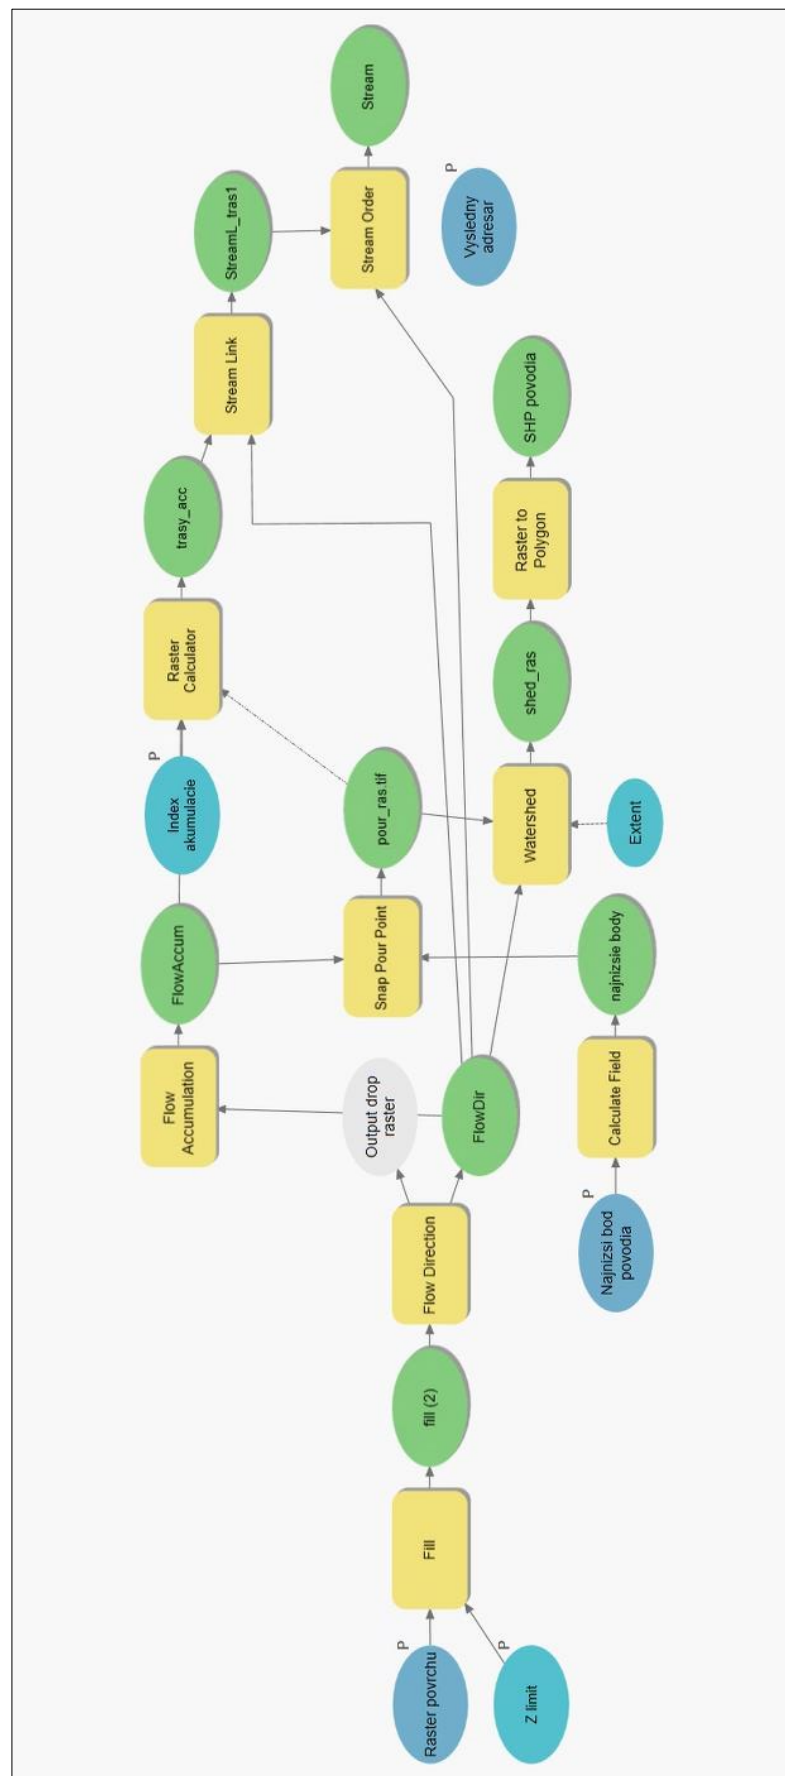 Raster povrchu
P
Z limit
P
Fill
fill (2)
Flow Direction
Output drop
raster
FlowDir
Flow
Accumulation
FlowAccum
Index
akumulacie
P
Raster
Calculator
trasy_acc
Stream Link
StreamL_tras1
Stream Order
Stream
Snap Pour Point
pour_ras.tif
Najnizsi bod
povodia
P
Calculate Field
najnizsie body
Watershed
Extent
shed_ras
Raster to
Polygon
SHP povodia
Vysledny
adresar
P